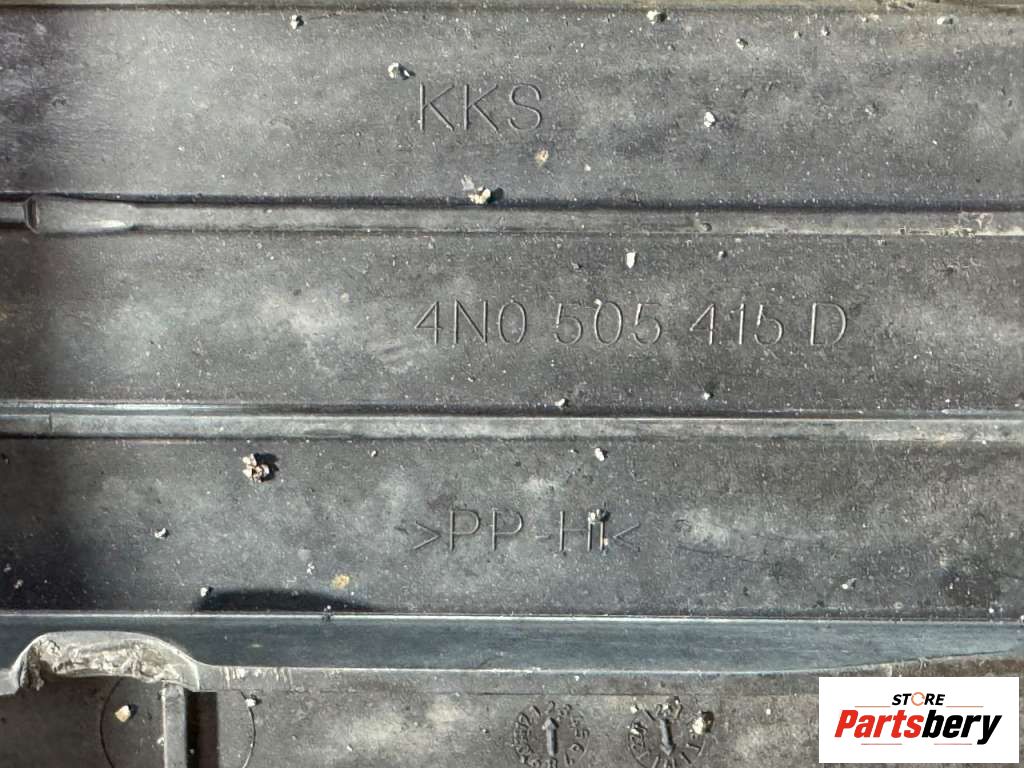 KKS
4N0 505 415 D
>PP-HI<
STORE
Partsbery